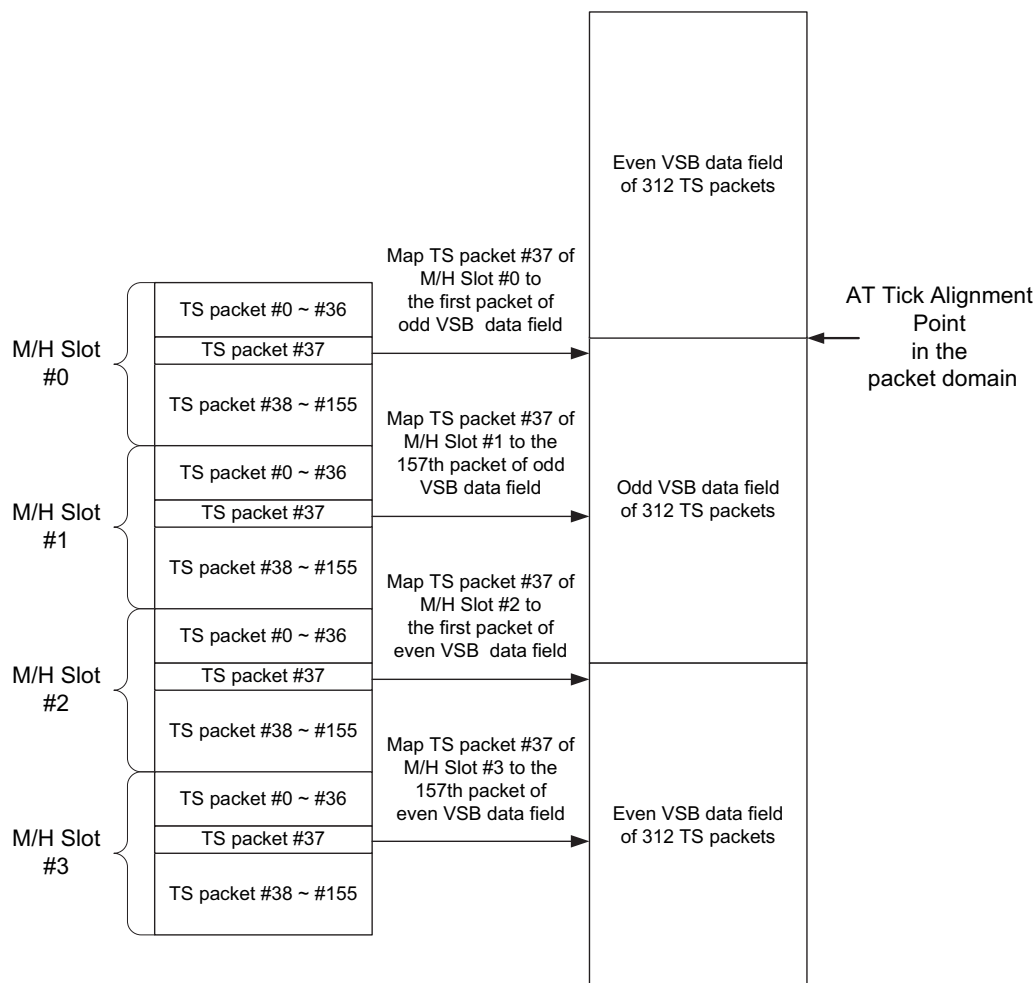 Even VSB data field
of 312 TS packets
Map TS packet #37 of
M/H Slot #0 to
the first packet of
odd VSB data field
AT Tick Alignment
Point
in the
packet domain
M/H Slot
#0
TS packet #0 ~ #36
TS packet #37
TS packet #38 ~ #155
Map TS packet #37 of
M/H Slot #1 to the
157th packet of odd
VSB data field
M/H Slot
#1
TS packet #0 ~ #36
TS packet #37
TS packet #38 ~ #155
Odd VSB data field
of 312 TS packets
Map TS packet #37 of
M/H Slot #2 to
the first packet of
even VSB data field
M/H Slot
#2
TS packet #0 ~ #36
TS packet #37
TS packet #38 ~ #155
Map TS packet #37 of
M/H Slot #3 to the
157th packet of
even VSB data field
M/H Slot
#3
TS packet #0 ~ #36
TS packet #37
TS packet #38 ~ #155
Even VSB data field
of 312 TS packets